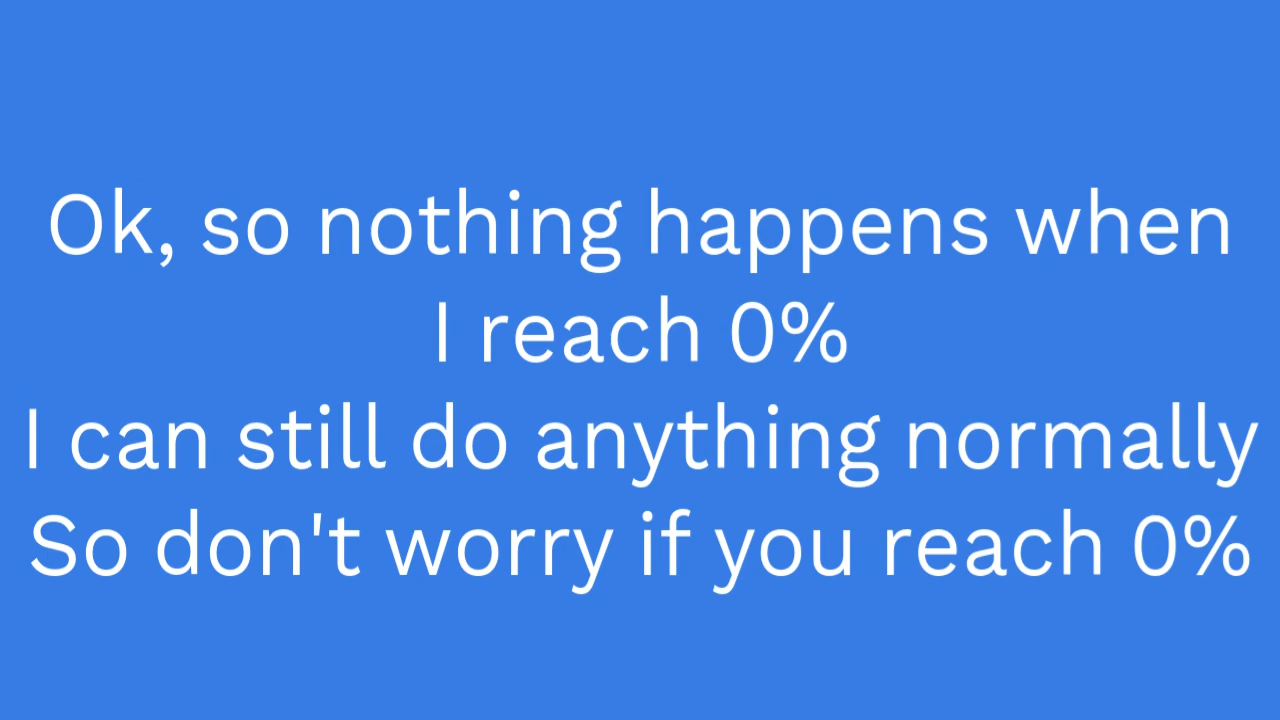 Ok, so nothing happens when
I reach 0%
I can still do anything normally
So don't worry if you reach 0%